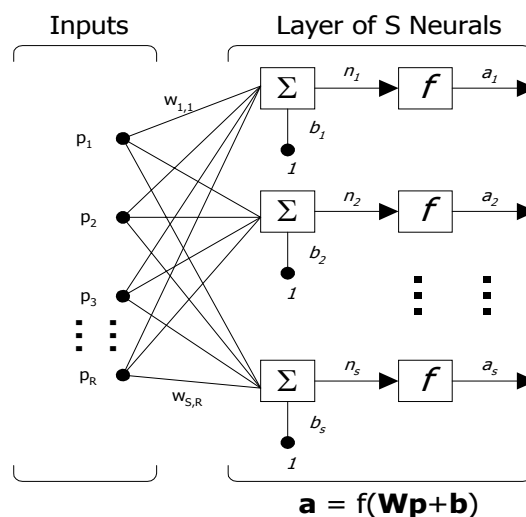 Inputs
Layer of S Neurals
w1,1
n1
f
a1
Σ
b1
1
p1
p2
Σ
n2
f
a2
b2
1
p3
pR
wS,R
Σ
ns
f
as
bs
1
a = f(Wp+b)